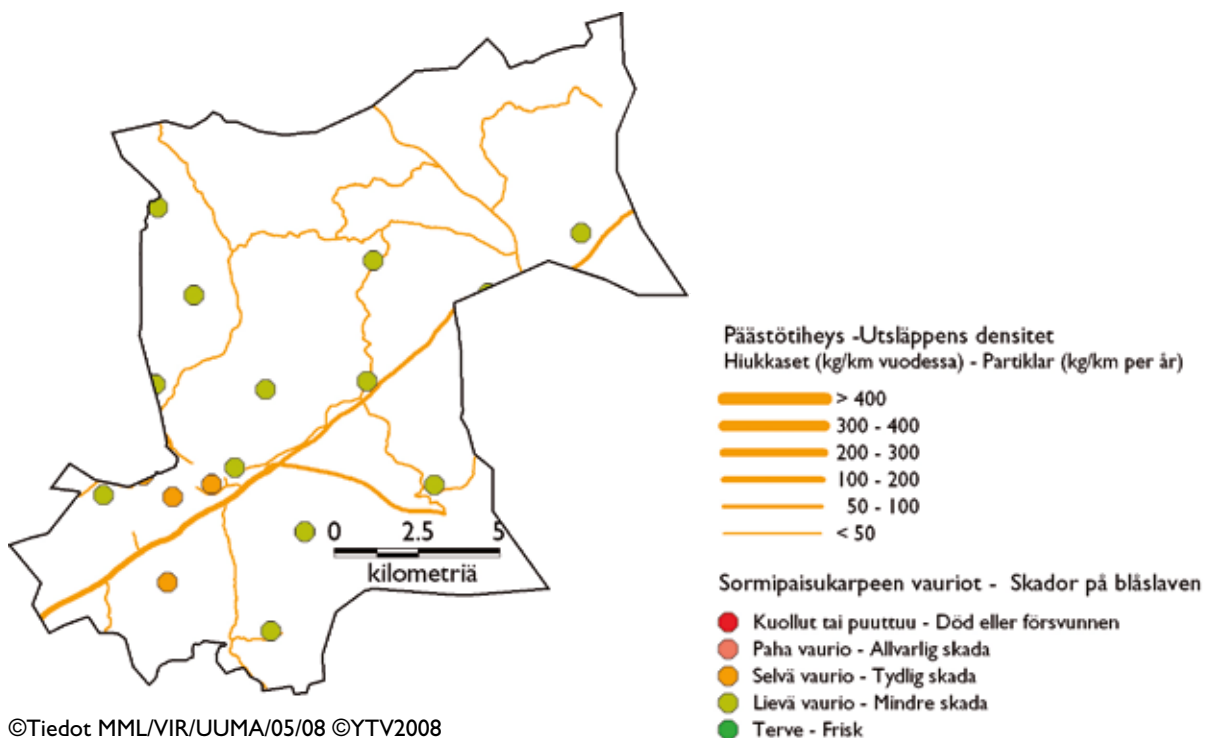 Päästötiheys -Utsläppens densitet
Hiukkaset (kg/km vuodessa) - Partiklar (kg/km per år)
> 400
300 - 400
200 - 300
100 - 200
50 - 100
< 50
0 2.5 5
kilometriä
Sormipaisukarpeen vauriot - Skador på blåslaven
Kuollut tai puuttuu - Död eller försvunnen
Paha vaurio - Allvarlig skada
Selvä vaurio - Tydlig skada
Lievä vaurio - Mindre skada
Terve - Frisk
©Tiedot MML/VIR/UUMA/05/08 ©YTV2008